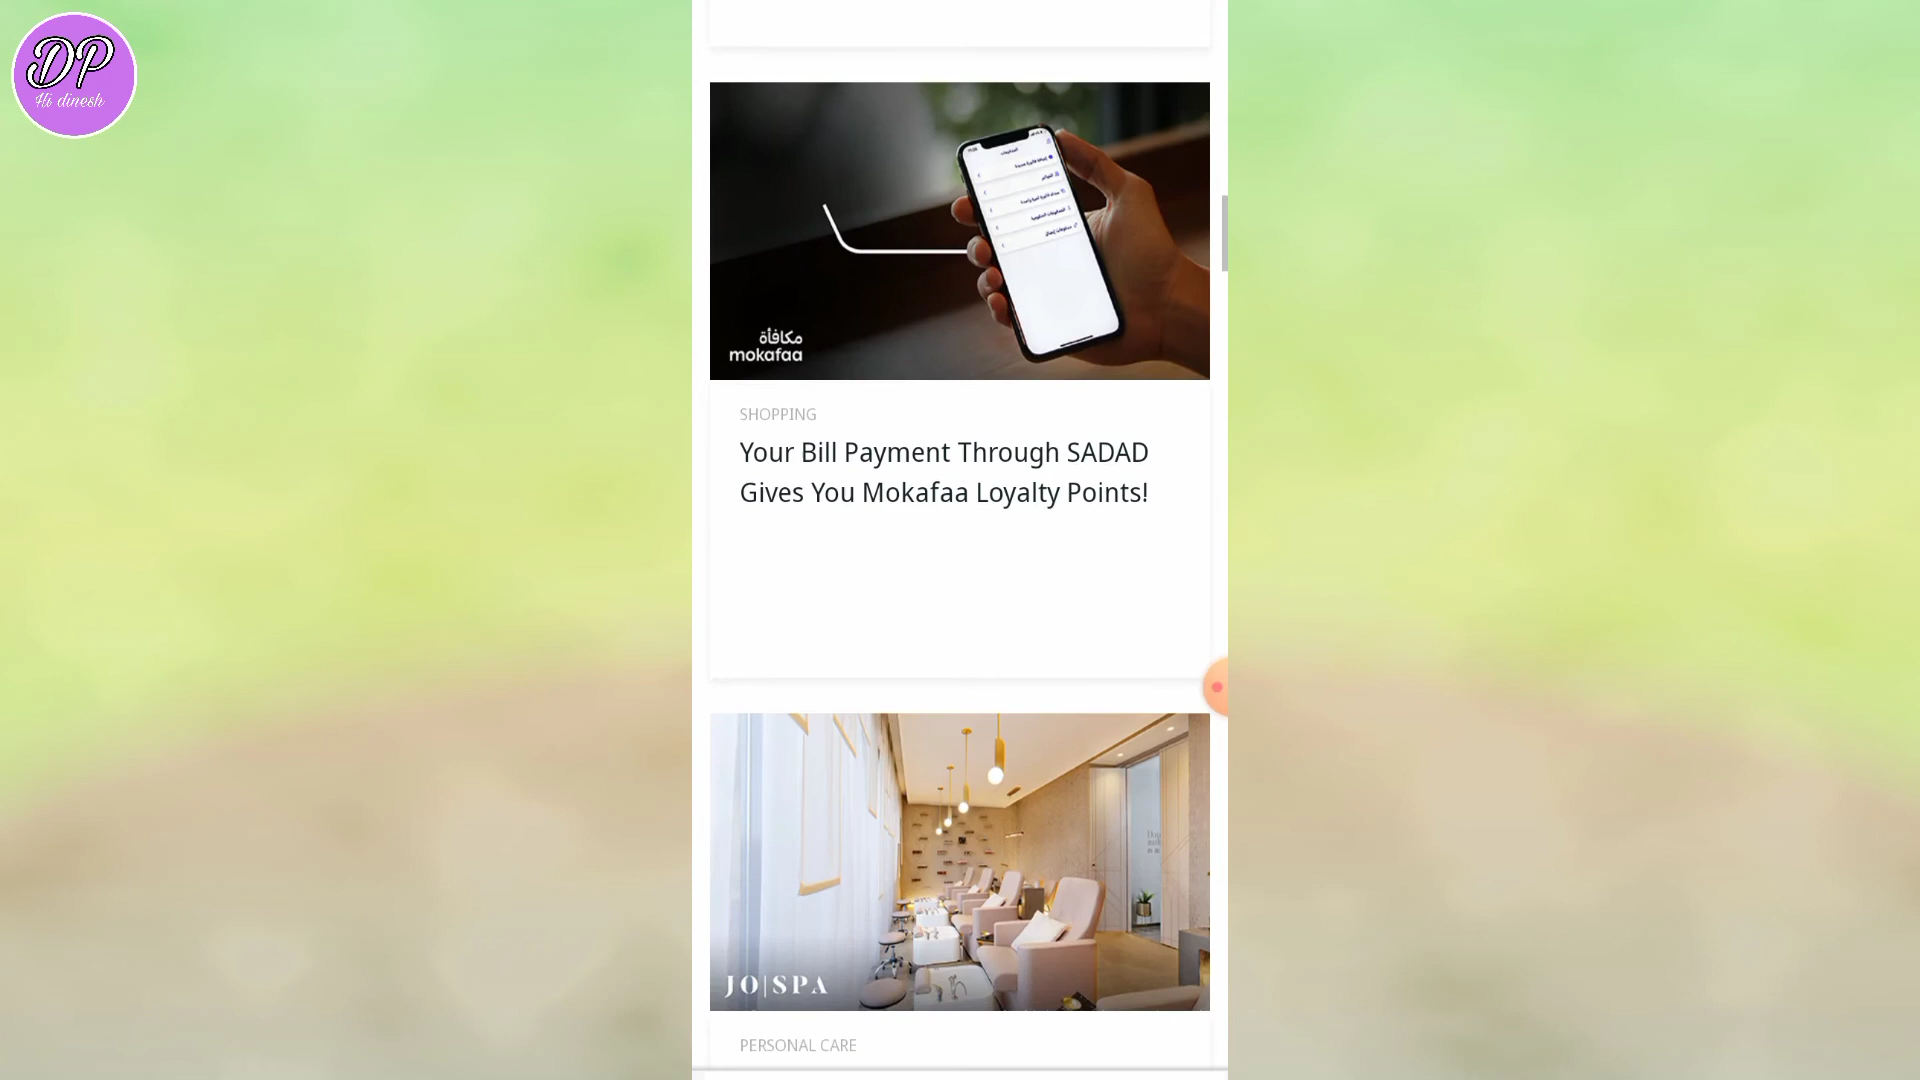 DP
Hi dinesh
مكافأة
mokafaa
SHOPPING
Your Bill Payment Through SADAD
Gives You Mokafaa Loyalty Points!
JO|SPA
PERSONAL CARE